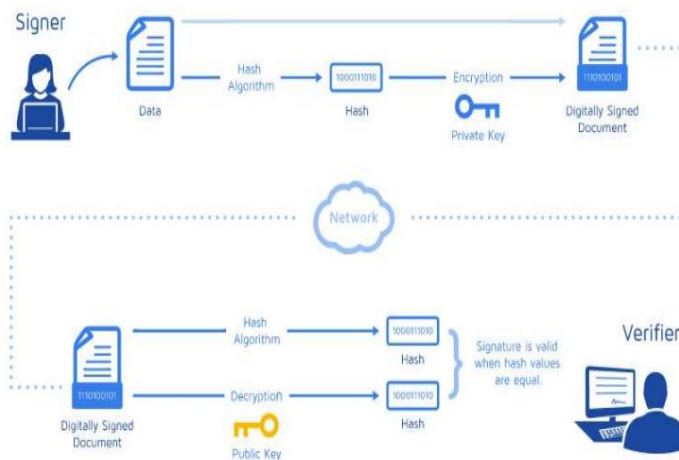 Signer
Hash
Algorithm
1000111010
Encryption
1110100101
Data
Hash
Private Key
Digitally Signed
Document
Network
Hash
Algorithm
1000111010
Hash
Signature is valid
when hash values
are equal.
Verifier
1110100101
Decryption
1000111010
Digitally Signed
Document
Public Key
Hash